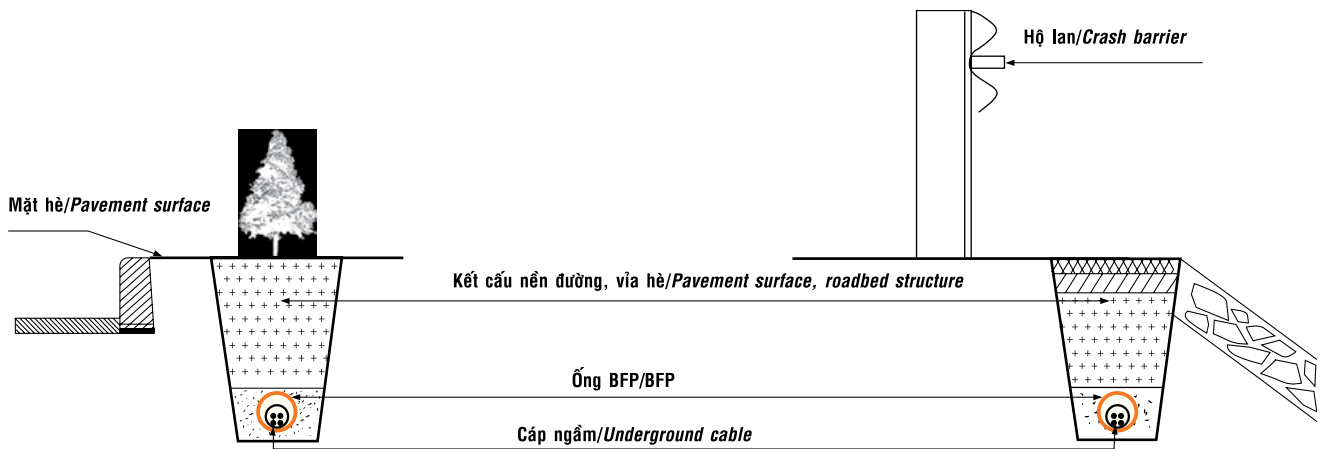 Hộ lan/Crash barrier
Mặt hè/Pavement surface
Kết cấu nền đường, vỉa hè/Pavement surface, roadbed structure
Ống BFP/BFP
Cáp ngầm/Underground cable